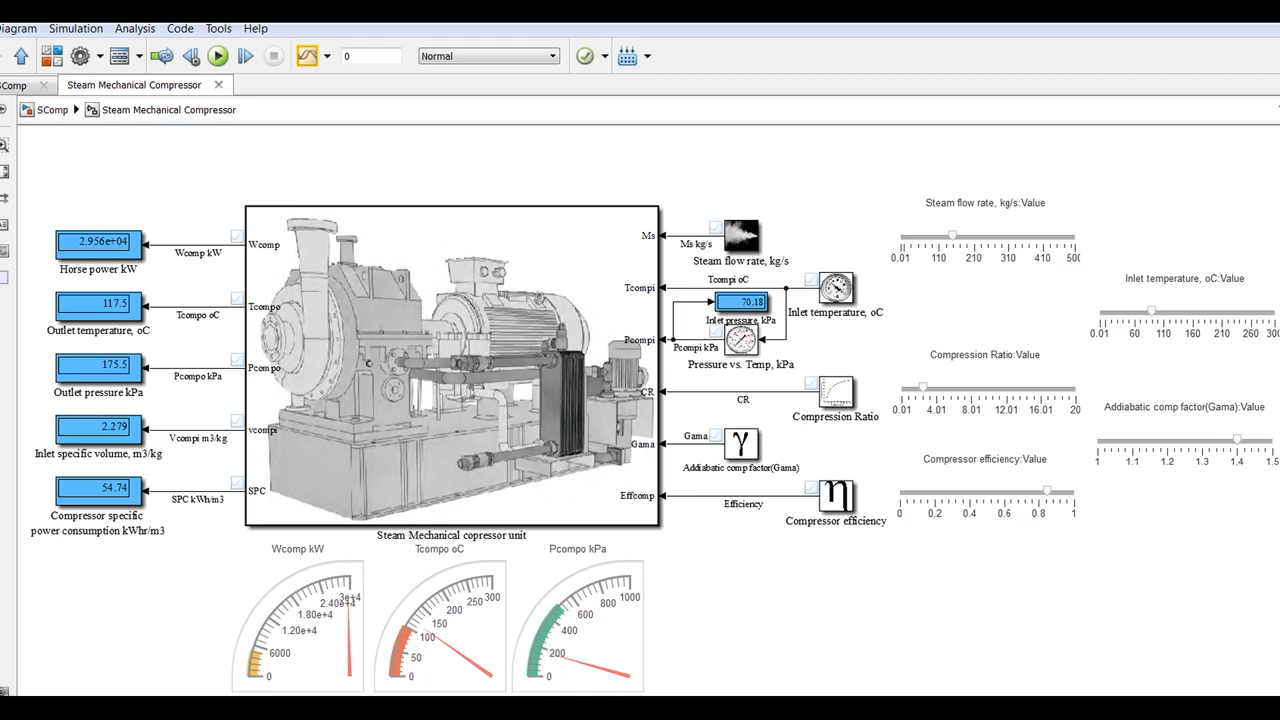 Diagram Simulation Analysis Code Tools Help
0 Normal
SComp Steam Mechanical Compressor
SComp Steam Mechanical Compressor
2.956e+04
Horse power kW
Wcomp kW
Wcomp
117.5
Outlet temperature, oC
Tcompo oC
Tcompo
175.5
Outlet pressure kPa
Pcompo kPa
Pcompo
2.279
Inlet specific volume, m3/kg
Vcompi m3/kg
vcompi
54.74
Compressor specific
power consumption kWhr/m3
SPC kWh/m3
SPC
Steam Mechanical copressor unit
Ms
Ms kg/s
Steam flow rate, kg/s
Tcompi
Tcompi oC
70.18
Inlet pressure, kPa
Inlet temperature, oC
Pcompi
Pcompi kPa
Pressure vs. Temp, kPa
CR
CR
Compression Ratio
Gama
Gama
γ
Addiabatic comp factor(Gama)
Effcomp
Efficiency
η
Compressor efficiency
Steam flow rate, kg/s:Value
0.01 110 210 310 410 500
Inlet temperature, oC:Value
0.01 60 90 120 180 240 300
Compression Ratio:Value
0.01 4.01 8.01 12.01 16.01 20
Addiabatic comp factor(Gama):Value
1 1.1 1.2 1.3 1.4 1.5
Compressor efficiency:Value
0 0.2 0.4 0.6 0.8 1
Wcomp kW
0 6000 1.20e+4 1.80e+4 2.40e+4 3e+4
Tcompo oC
0 50 100 150 200 250 300
Pcompo kPa
0 200 400 600 800 1000